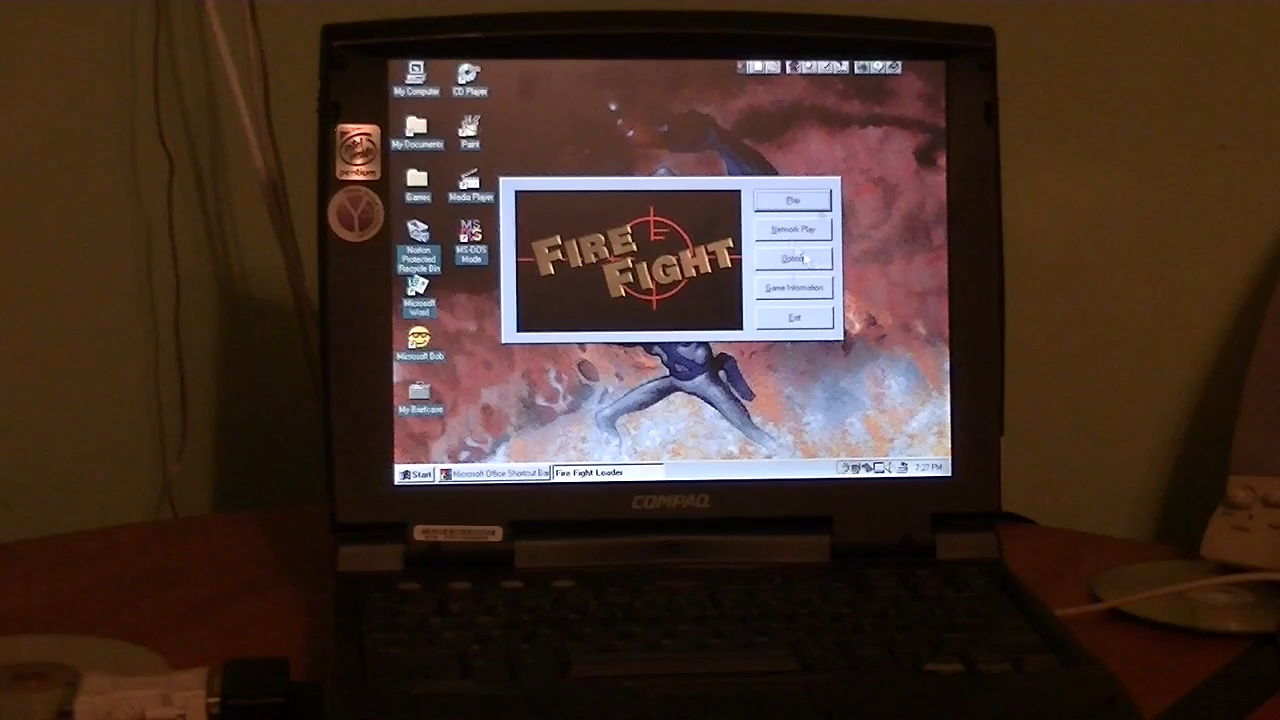 My Computer
CD Player
My Documents
Paint
Games
Media Player
Norton
Protected
Recycle Bin
MS-DOS
Mode
Microsoft
Word
Microsoft Bob
My Briefcase
pentium
FIRE
FIGHT
Play
Network Play
Options
Game Information
Exit
Start
Microsoft Office Shortcut Bar
Fire Fight Loader
7:27 PM
COMPAQ